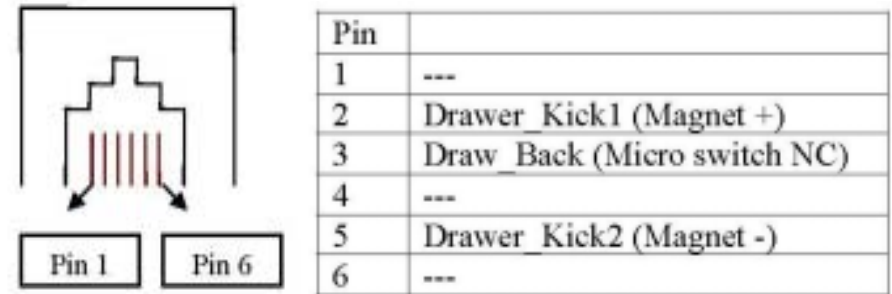 Pin 1
Pin 6
Pin
1 ---
2 Drawer_Kick1 (Magnet +)
3 Draw_Back (Micro switch NC)
4 ---
5 Drawer_Kick2 (Magnet -)
6 ---